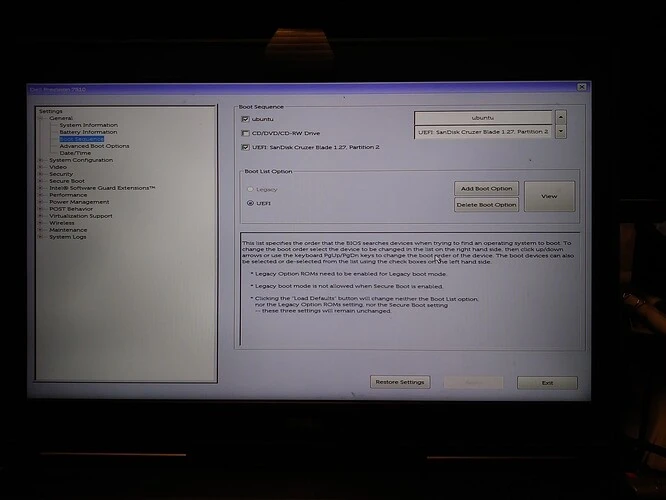 Dell Precision 7510
Settings
General
System Information
Battery Information
Boot Sequence
Advanced Boot Options
Date/Time
System Configuration
Video
Security
Secure Boot
Intel® Software Guard Extensions™
Performance
Power Management
POST Behavior
Virtualization Support
Wireless
Maintenance
System Logs
Boot Sequence
ubuntu
CD/DVD/CD-RW Drive
UEFI: SanDisk Cruzer Blade 1.27, Partition 2
ubuntu
UEFI: SanDisk Cruzer Blade 1.27, Partition 2
Boot List Option
Legacy
UEFI
Add Boot Option
Delete Boot Option
View
This list specifies the order that the BIOS searches devices when trying to find an operating system to boot. To
change the boot order select the device to be changed in the list on the right hand side, then click up/down
arrows or use the keyboard PgUp/PgDn keys to change the boot order of the device. The boot devices can also
be selected or de-selected from the list using the check boxes on the left hand side.
* Legacy Option ROMs need to be enabled for Legacy boot mode.
* Legacy boot mode is not allowed when Secure Boot is enabled.
* Clicking the 'Load Defaults' button will change neither the Boot List option,
nor the Legacy Option ROMs setting, nor the Secure Boot setting
-- these three settings will remain unchanged.
Restore Settings
Exit